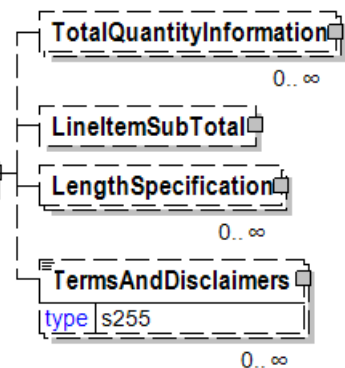 TotalQuantityInformation
0.. ∞
LineItemSubTotal
LengthSpecification
0.. ∞
TermsAndDisclaimers
type s255
0.. ∞